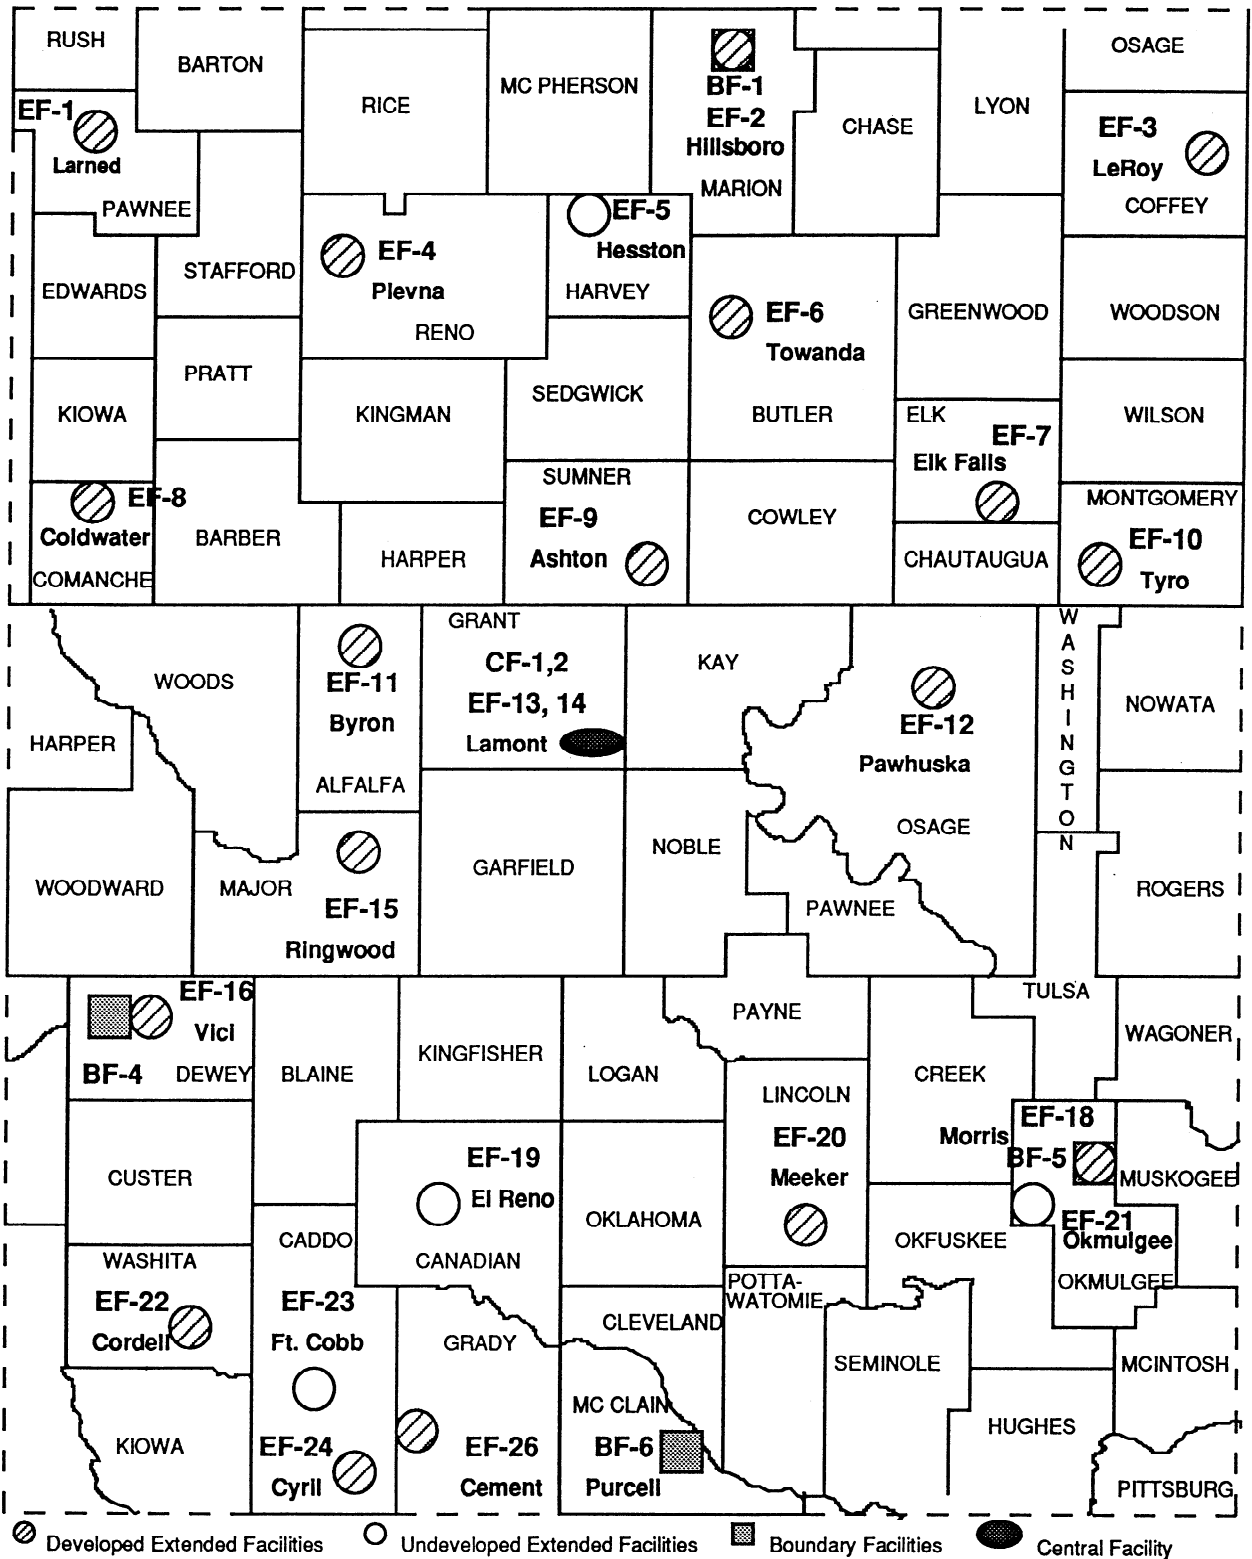 RUSH
BARTON
RICE
MC PHERSON
BF-1
EF-2
Hillsboro
MARION
CHASE
LYON
OSAGE
EF-1
Larned
PAWNEE
EF-3
LeRoy
COFFEY
EDWARDS
STAFFORD
EF-4
Plevna
RENO
EF-5
Hesston
HARVEY
EF-6
Towanda
BUTLER
GREENWOOD
WOODSON
KIOWA
PRATT
KINGMAN
SEDGWICK
ELK
EF-7
Elk Falls
WILSON
EF-8
Coldwater
COMANCHE
BARBER
HARPER
SUMNER
EF-9
Ashton
COWLEY
CHAUTAUGUA
MONTGOMERY
EF-10
Tyro
WOODS
HARPER
EF-11
Byron
ALFALFA
GRANT
CF-1,2
EF-13, 14
Lamont
KAY
EF-12
Pawhuska
OSAGE
WASHINGTON
NOWATA
WOODWARD
MAJOR
EF-15
Ringwood
GARFIELD
NOBLE
PAWNEE
ROGERS
EF-16
Vici
BF-4
DEWEY
BLAINE
KINGFISHER
LOGAN
PAYNE
TULSA
WAGONER
CREEK
LINCOLN
EF-20
Meeker
Morris
EF-18
BF-5
MUSKOGEE
CUSTER
EF-19
El Reno
CANADIAN
OKLAHOMA
OKFUSKEE
EF-21
Okmulgee
OKMULGEE
WASHITA
EF-22
Cordell
CADDO
EF-23
Ft. Cobb
GRADY
CLEVELAND
POTTA-
WATOMIE
SEMINOLE
MCINTOSH
KIOWA
EF-24
Cyril
EF-26
Cement
MC CLAIN
BF-6
Purcell
HUGHES
PITTSBURG
Developed Extended Facilities
Undeveloped Extended Facilities
Boundary Facilities
Central Facility